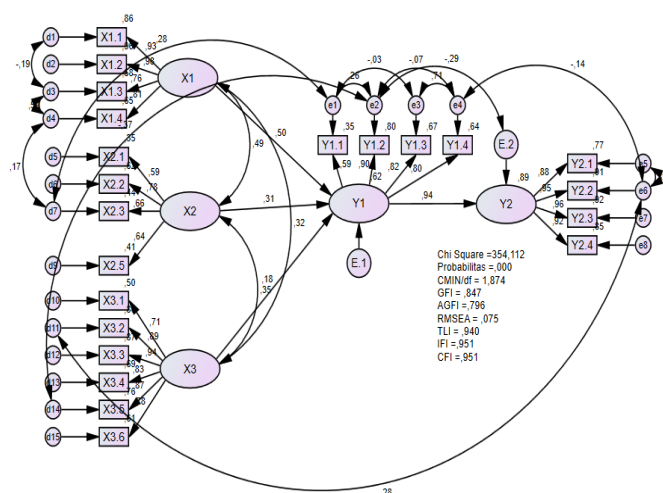 ,86
d1 X1.1
,93 ,28
d2 X1.2
,98
-,19
d3 X1.3 ,76
X1
,81
d4 X1.4
,35
,17
d5 X2.1
,59
X2.2 ,78
d7 X2.3 ,66
X2
,64
,41
d9 X2.5
,50
d10 X3.1
,71
d11 X3.2
,89
d12 X3.3 ,94
X3
d13 X3.4 ,83
,87
,76
d14 X3.5
d15 X3.6
,49
,32
,50
,31
,18
,35
-,03 -,07 -,29
,26 ,71
-,14
e1 e2 e3 e4
,35 ,80 ,67 ,64
Y1.1 Y1.2 Y1.3 Y1.4
E.2
,59 ,90 ,62 ,82 ,80
,89
Y1
,94
Y2
E.1
,77
Y2.1
,88
Y2.2 ,91 e6
,95
,92
,96 Y2.3 e7
,92
Y2.4 e8
Chi Square =354,112
Probabilitas =,000
CMIN/df = 1,874
GFI =,847
AGFI =,796
RMSEA = ,075
TLI = ,940
IFI =,951
CFI =,951
,28